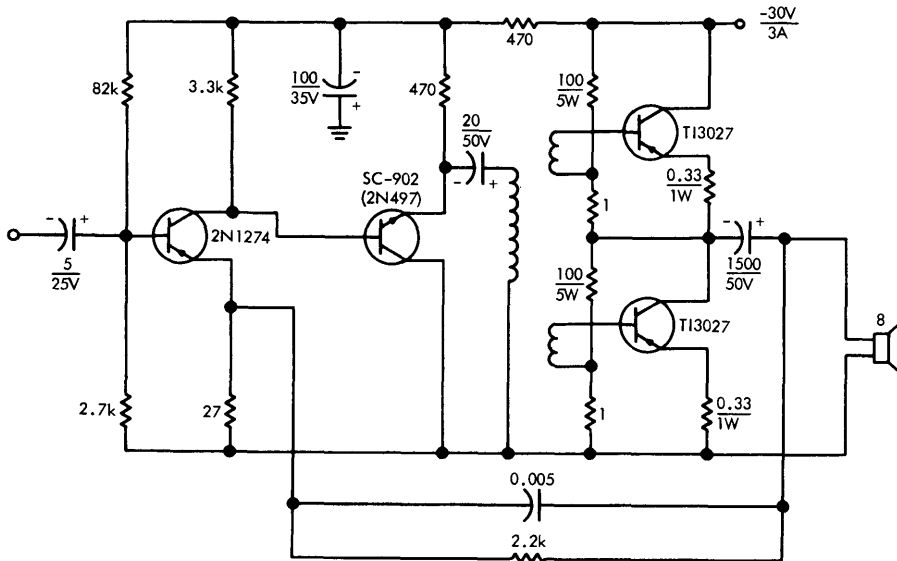 -30V
3A
470
100
35V
-
+
82k
3.3k
470
100
5W
20
50V
-
+
TI3027
0.33
1W
SC-902
(2N497)
1
- +
5
25V
2N1274
- +
1500
50V
100
5W
TI3027
8
2.7k
27
1
0.33
1W
0.005
2.2k